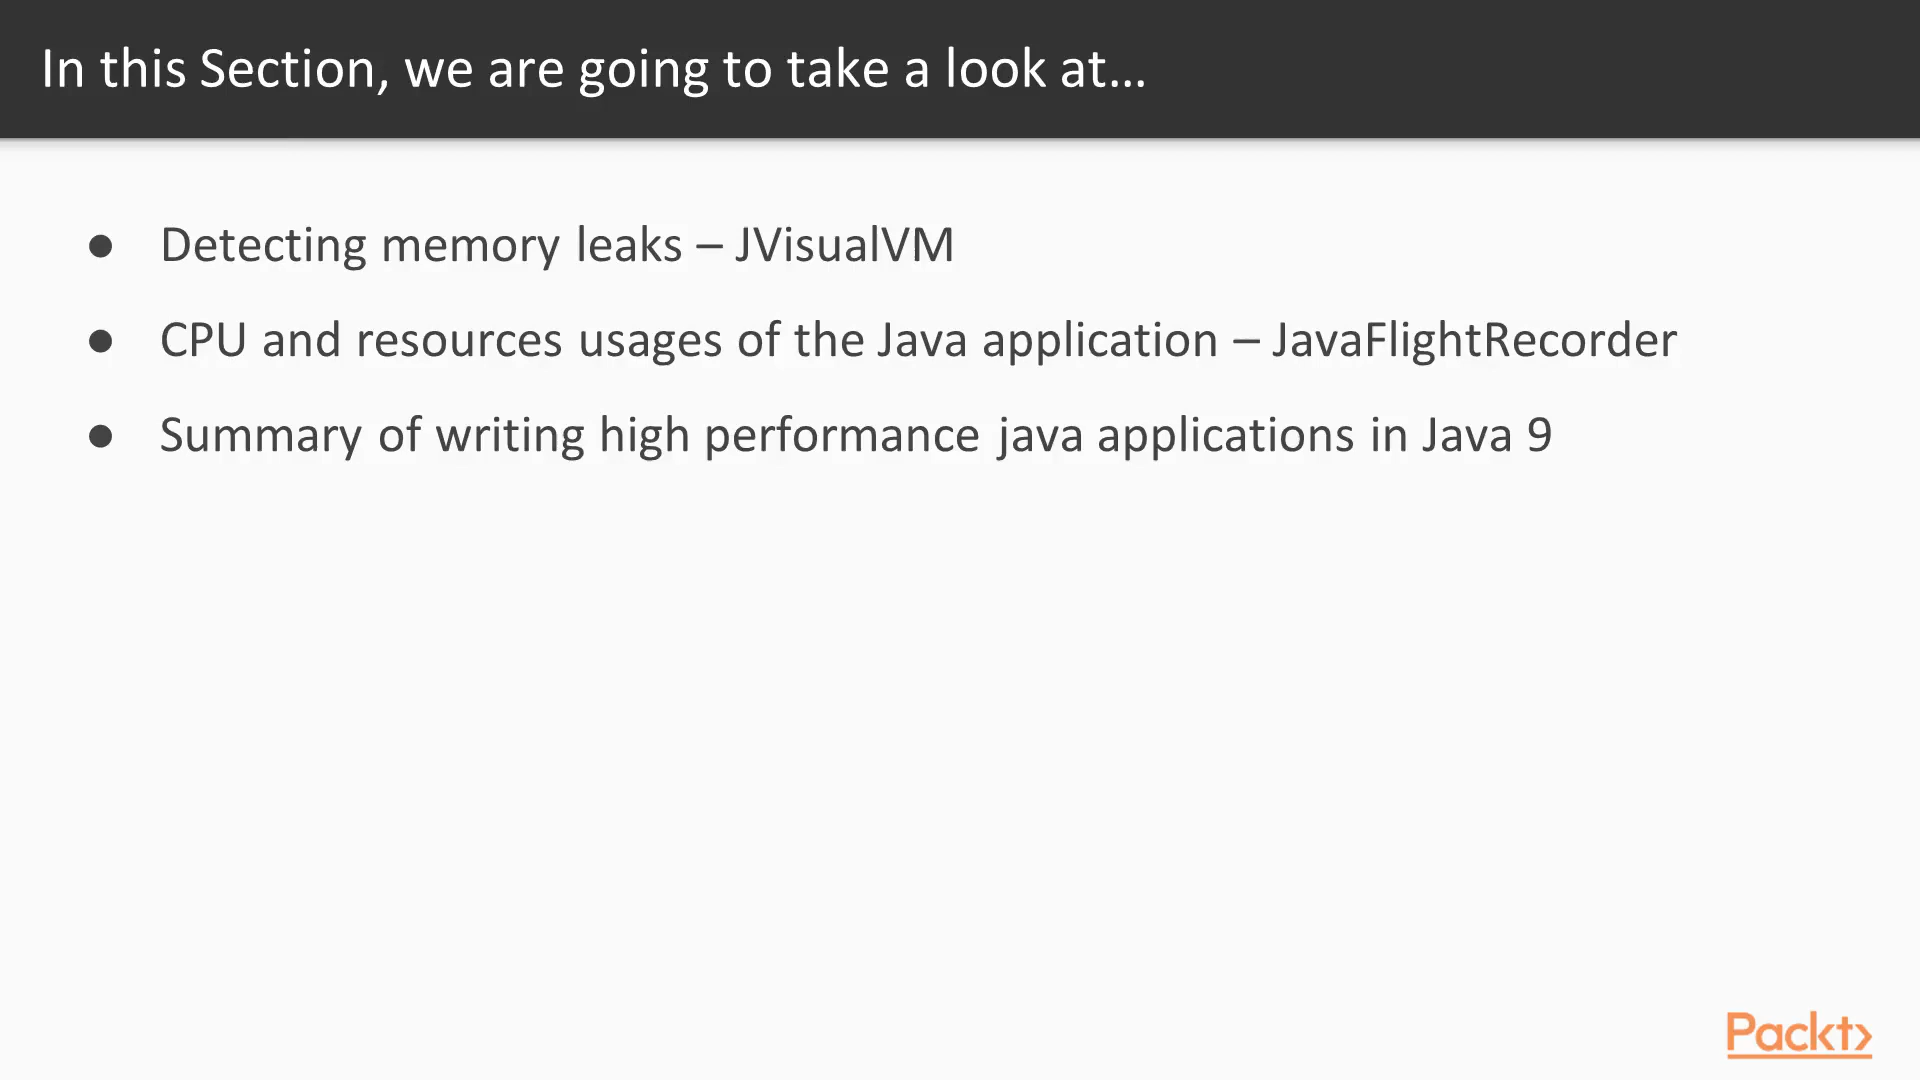 In this Section, we are going to take a look at…
● Detecting memory leaks – JVisualVM
● CPU and resources usages of the Java application – JavaFlightRecorder
● Summary of writing high performance java applications in Java 9
Packt>